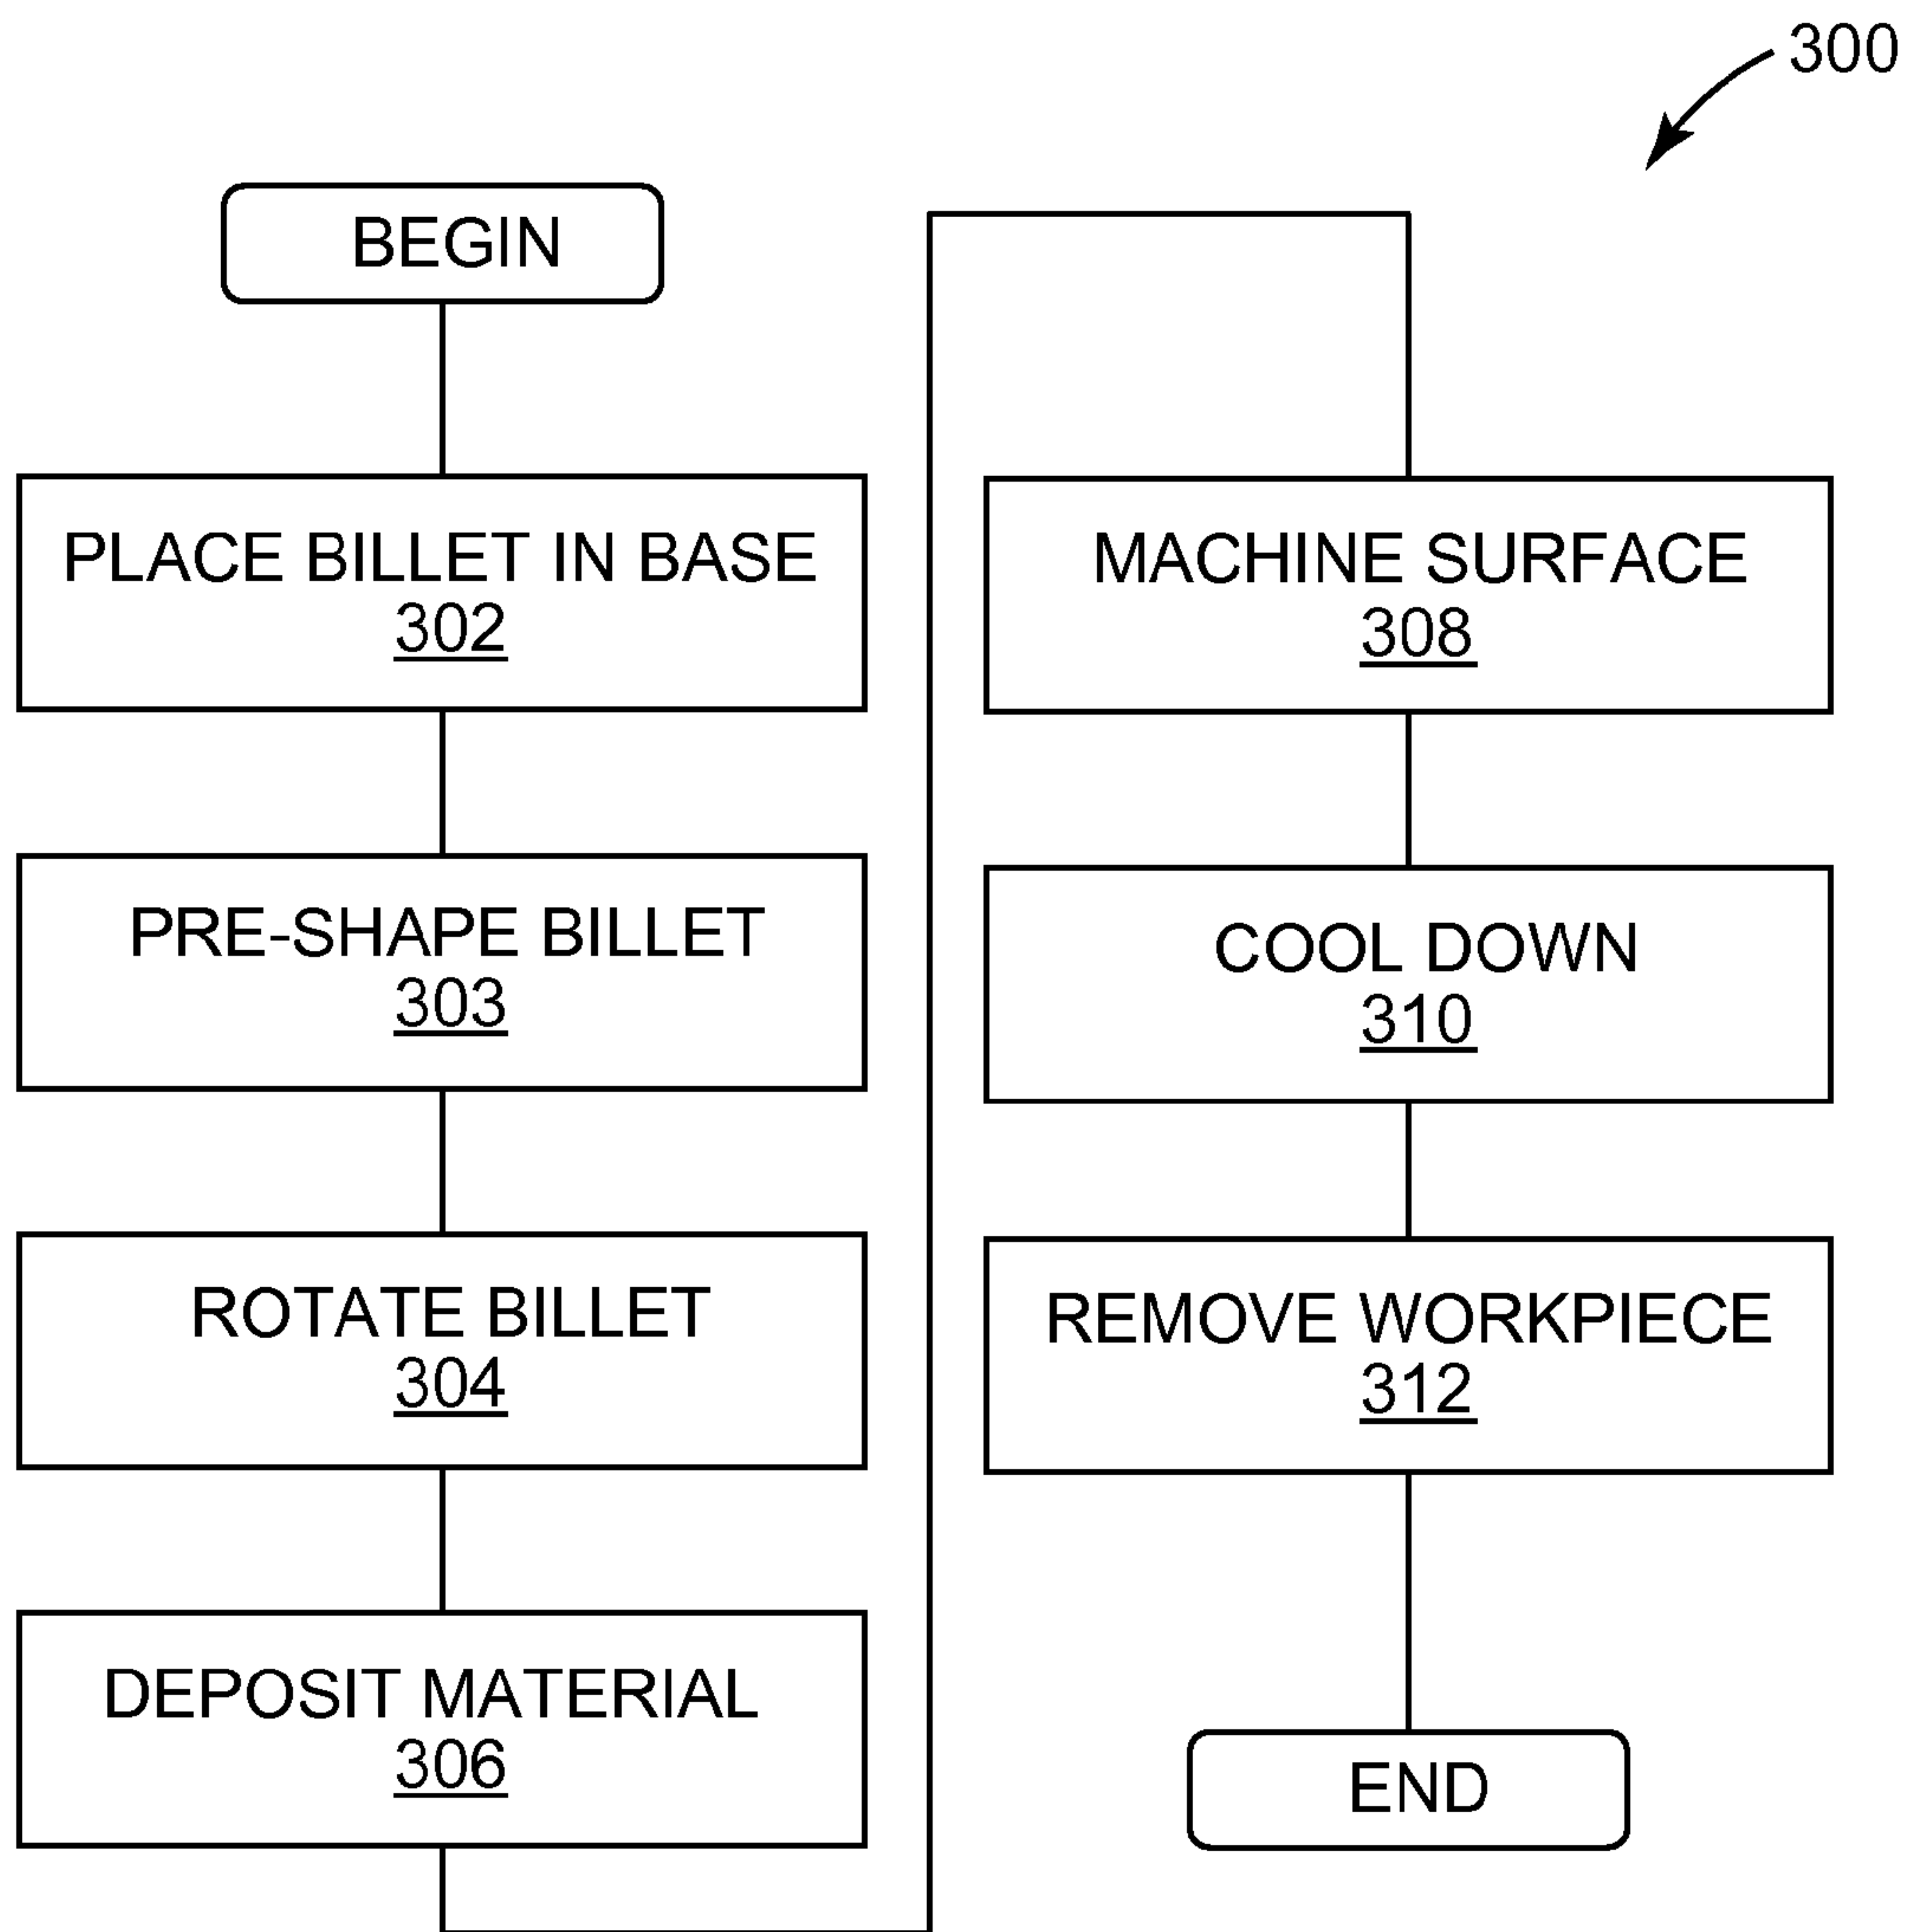 300
BEGIN
PLACE BILLET IN BASE
302
PRE-SHAPE BILLET
303
ROTATE BILLET
304
DEPOSIT MATERIAL
306
MACHINE SURFACE
308
COOL DOWN
310
REMOVE WORKPIECE
312
END